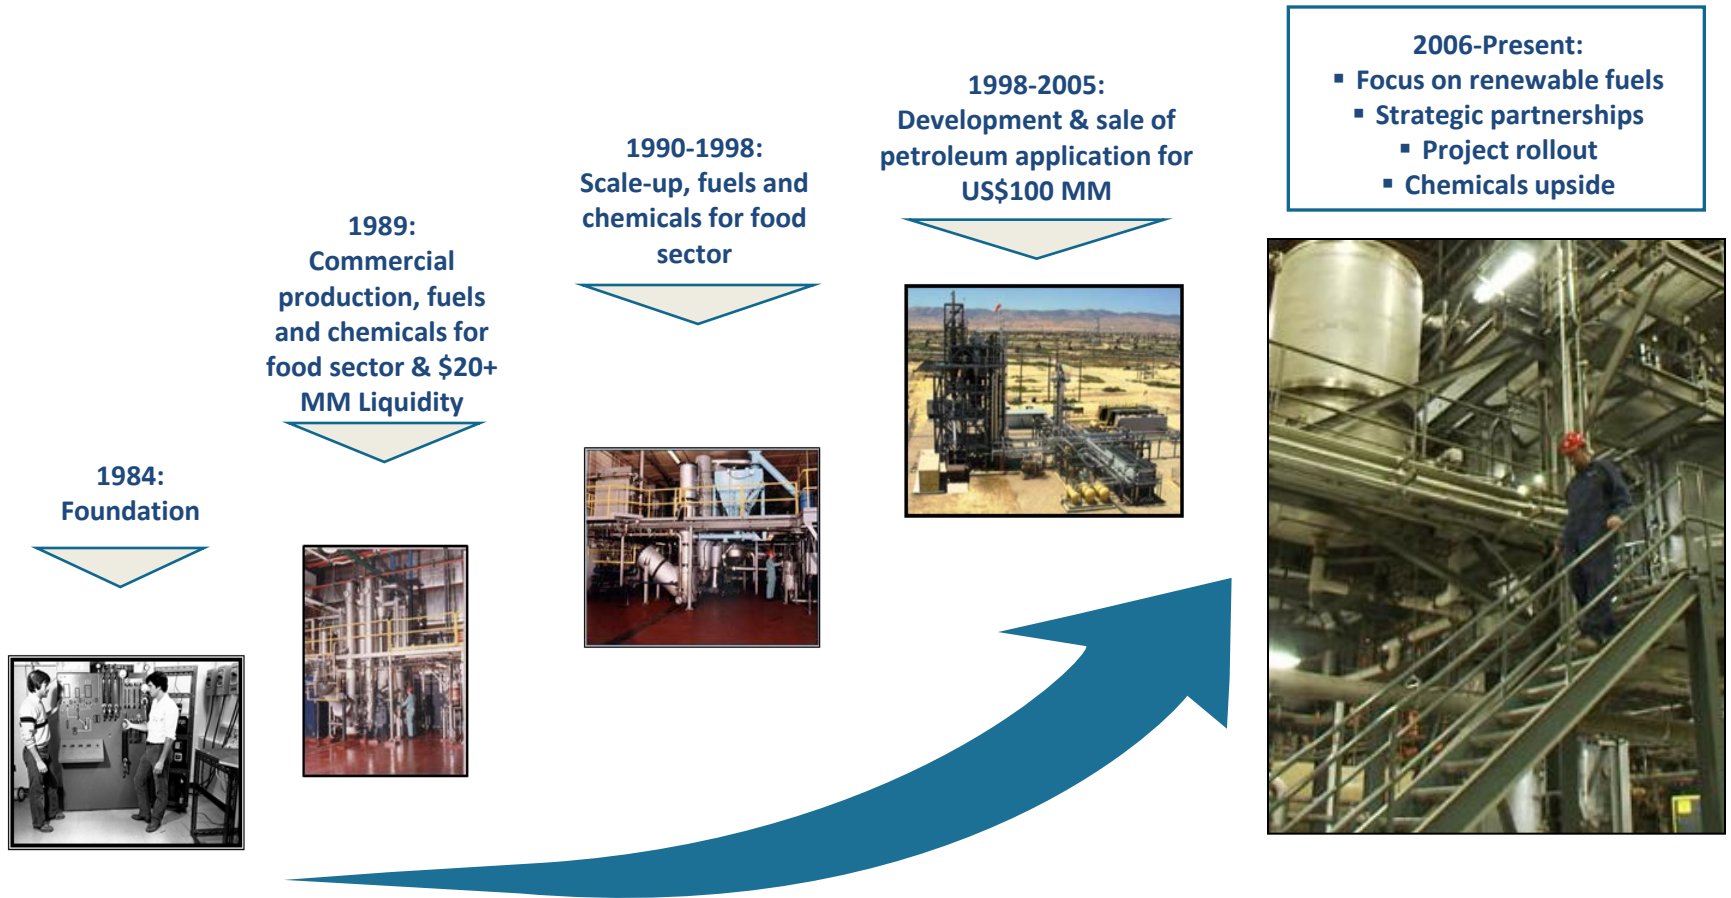 1984:
Foundation
1989:
Commercial
production, fuels
and chemicals for
food sector & $20+
MM Liquidity
1990-1998:
Scale-up, fuels and
chemicals for food
sector
1998-2005:
Development & sale of
petroleum application for
US$100 MM
2006-Present:
▪ Focus on renewable fuels
▪ Strategic partnerships
▪ Project rollout
▪ Chemicals upside